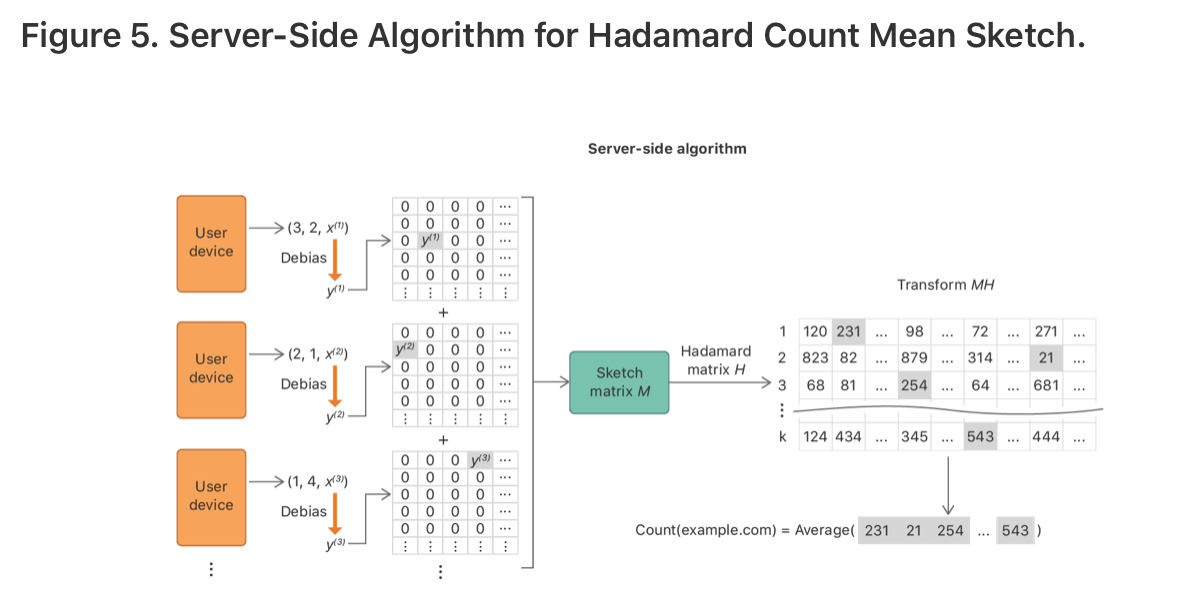 Figure 5. Server-Side Algorithm for Hadamard Count Mean Sketch.
Server-side algorithm
User
device
(3, 2, x⁽¹⁾)
Debias
y⁽¹⁾
0 0 0 0 ...
0 0 0 0 ...
0 y⁽¹⁾ 0 0 ...
0 0 0 0 ...
0 0 0 0 ...
⋮ ⋮ ⋮ ⋮ ⋮
+
User
device
(2, 1, x⁽²⁾)
Debias
y⁽²⁾
0 0 0 0 ...
y⁽²⁾ 0 0 0 ...
0 0 0 0 ...
0 0 0 0 ...
0 0 0 0 ...
⋮ ⋮ ⋮ ⋮ ⋮
+
User
device
(1, 4, x⁽³⁾)
Debias
y⁽³⁾
0 0 0 y⁽³⁾ ...
0 0 0 0 ...
0 0 0 0 ...
0 0 0 0 ...
0 0 0 0 ...
⋮ ⋮ ⋮ ⋮ ⋮
⋮
⋮
Sketch
matrix M
Hadamard
matrix H
Transform MH
1 120 231 ... 98 ... 72 ... 271 ...
2 823 82 ... 879 ... 314 ... 21 ...
3 68 81 ... 254 ... 64 ... 681 ...
⋮
k 124 434 ... 345 ... 543 ... 444 ...
Count(example.com) = Average( 231 21 254 ... 543 )